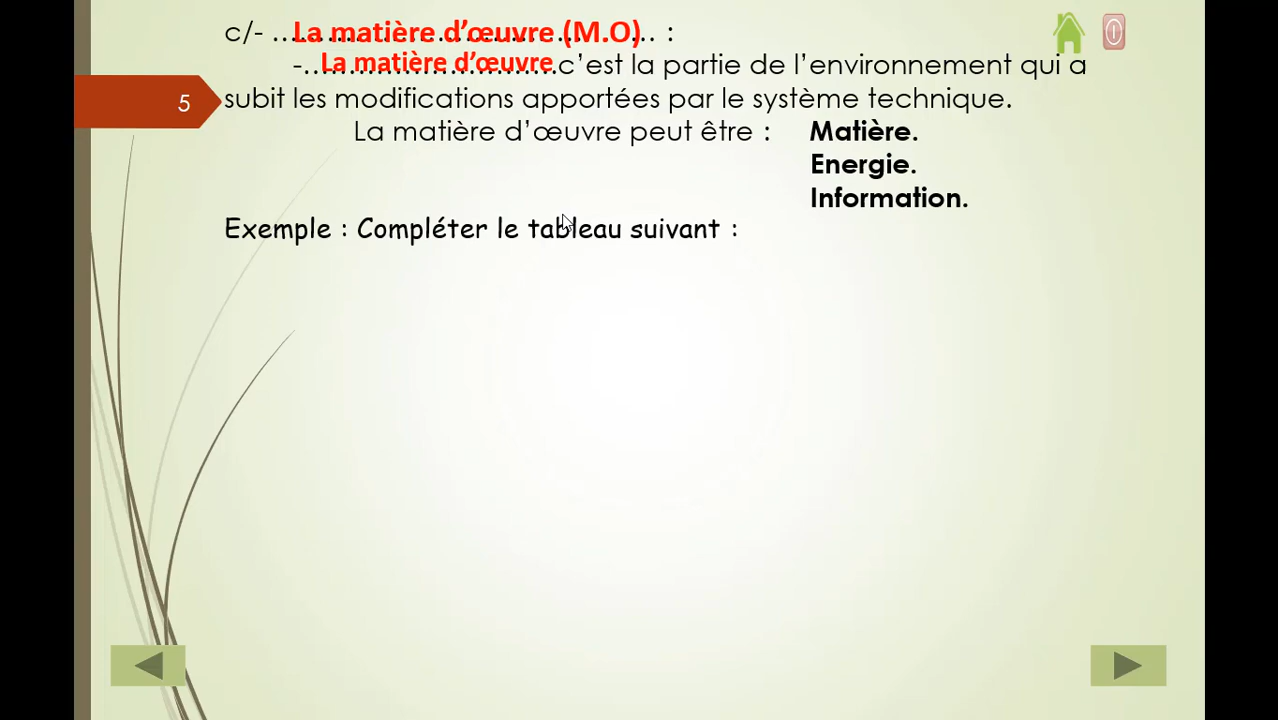 c/- ……………………………………… :
La matière d’œuvre (M.O)
-……………………….c’est la partie de l’environnement qui a
La matière d’œuvre
5
subit les modifications apportées par le système technique.
La matière d’œuvre peut être : Matière.
Energie.
Information.
Exemple : Compléter le tableau suivant :